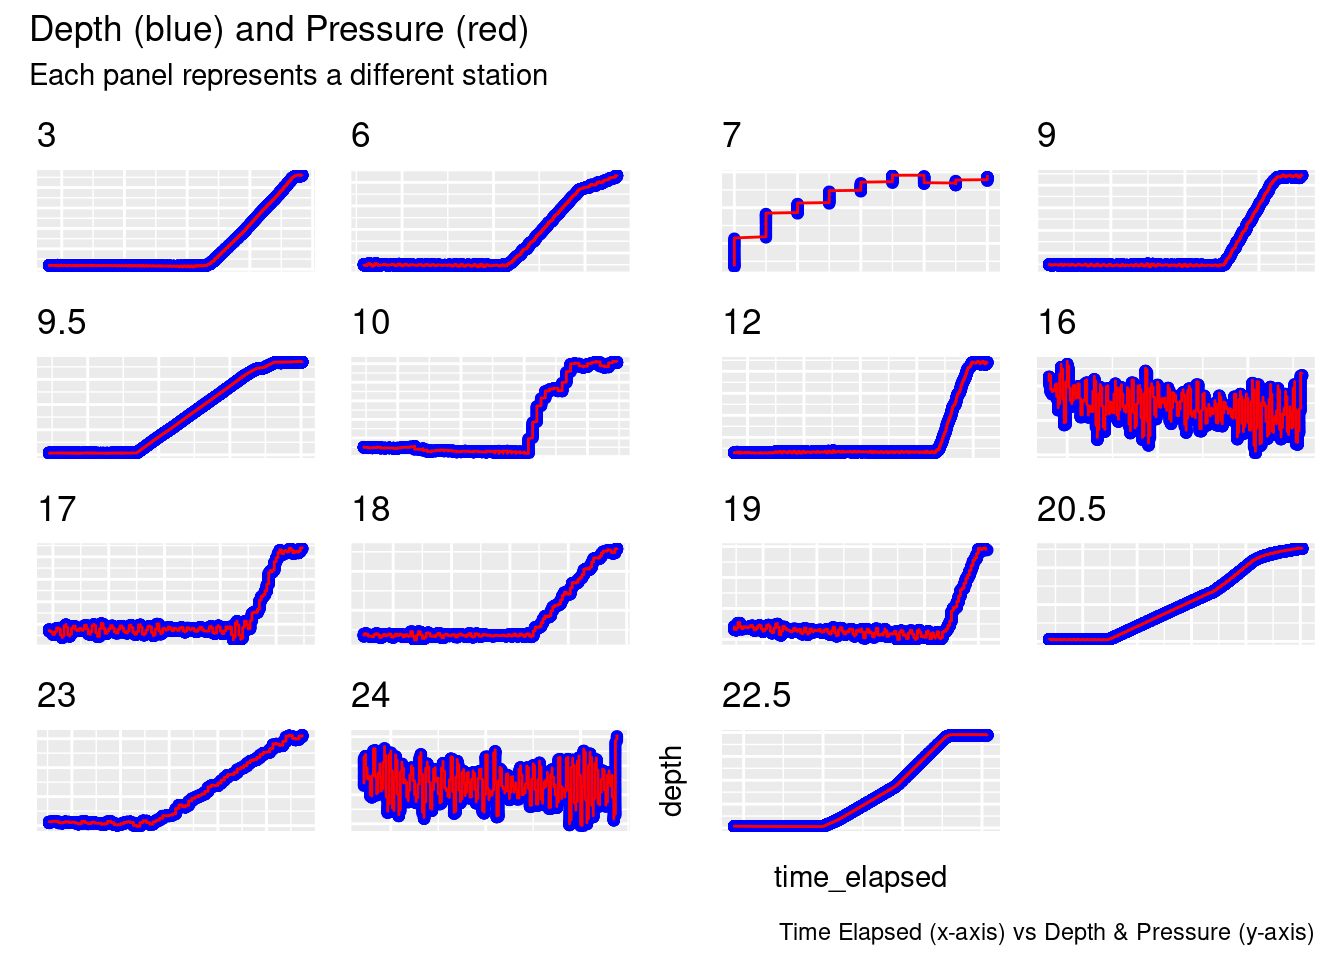 Depth (blue) and Pressure (red)
Each panel represents a different station
3 6 7 9
9.5 10 12 16
17 18 19 20.5
23 24 22.5
depth
time_elapsed
Time Elapsed (x-axis) vs Depth & Pressure (y-axis)